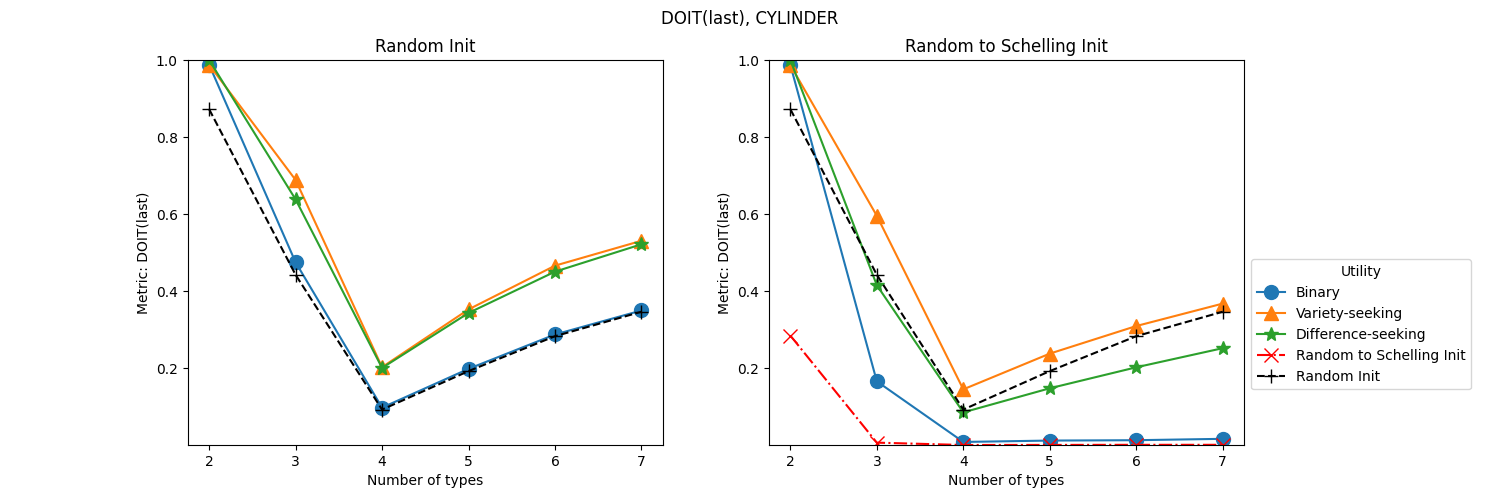 DOIT(last), CYLINDER
Random Init
1.0
0.8
0.6
0.4
0.2
Metric: DOIT(last)
2 3 4 5 6 7
Number of types
Random to Schelling Init
1.0
0.8
0.6
0.4
0.2
Metric: DOIT(last)
2 3 4 5 6 7
Number of types
Utility
Binary
Variety-seeking
Difference-seeking
Random to Schelling Init
Random Init